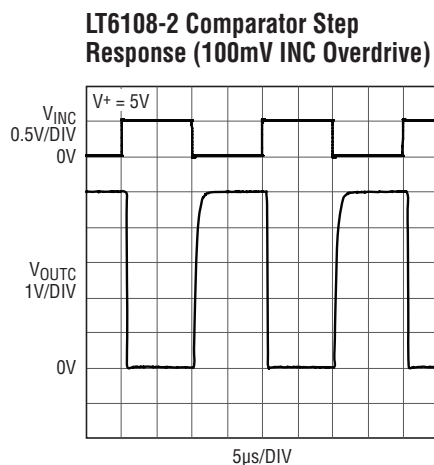 LT6108-2 Comparator Step
Response (100mV INC Overdrive)
V+ = 5V
VINC
0.5V/DIV
0V
VOUTC
1V/DIV
0V
5µs/DIV